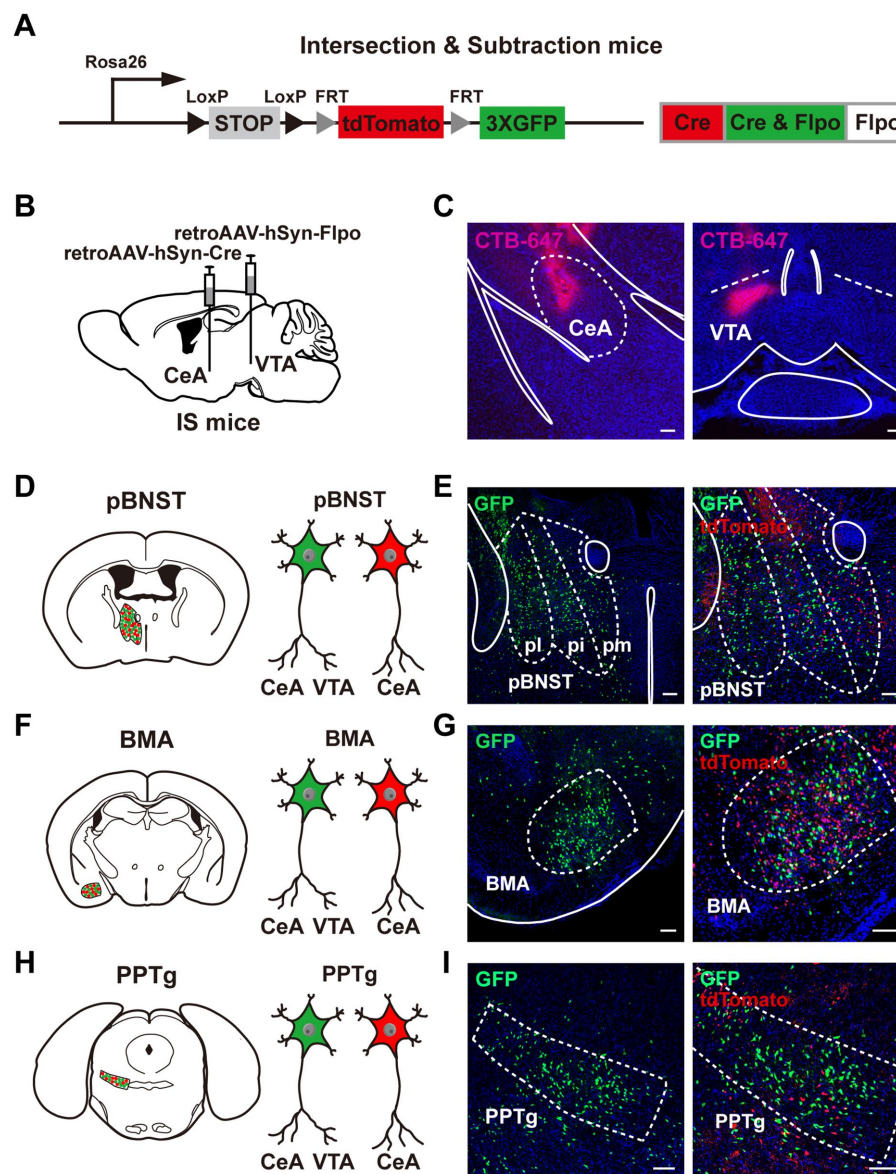 A
Intersection & Subtraction mice
Rosa26
LoxP LoxP FRT FRT
STOP tdTomato 3XGFP
Cre Cre & Flpo Flpo
B
retroAAV-hSyn-Flpo
retroAAV-hSyn-Cre
CeA VTA
IS mice
C
CTB-647
CeA
CTB-647
VTA
D
pBNST
pBNST
CeA VTA CeA
E
GFP
pl pi pm
pBNST
GFP
tdTomato
pBNST
F
BMA
BMA
CeA VTA CeA
G
GFP
BMA
GFP
tdTomato
BMA
H
PPTg
PPTg
CeA VTA CeA
I
GFP
PPTg
GFP
tdTomato
PPTg